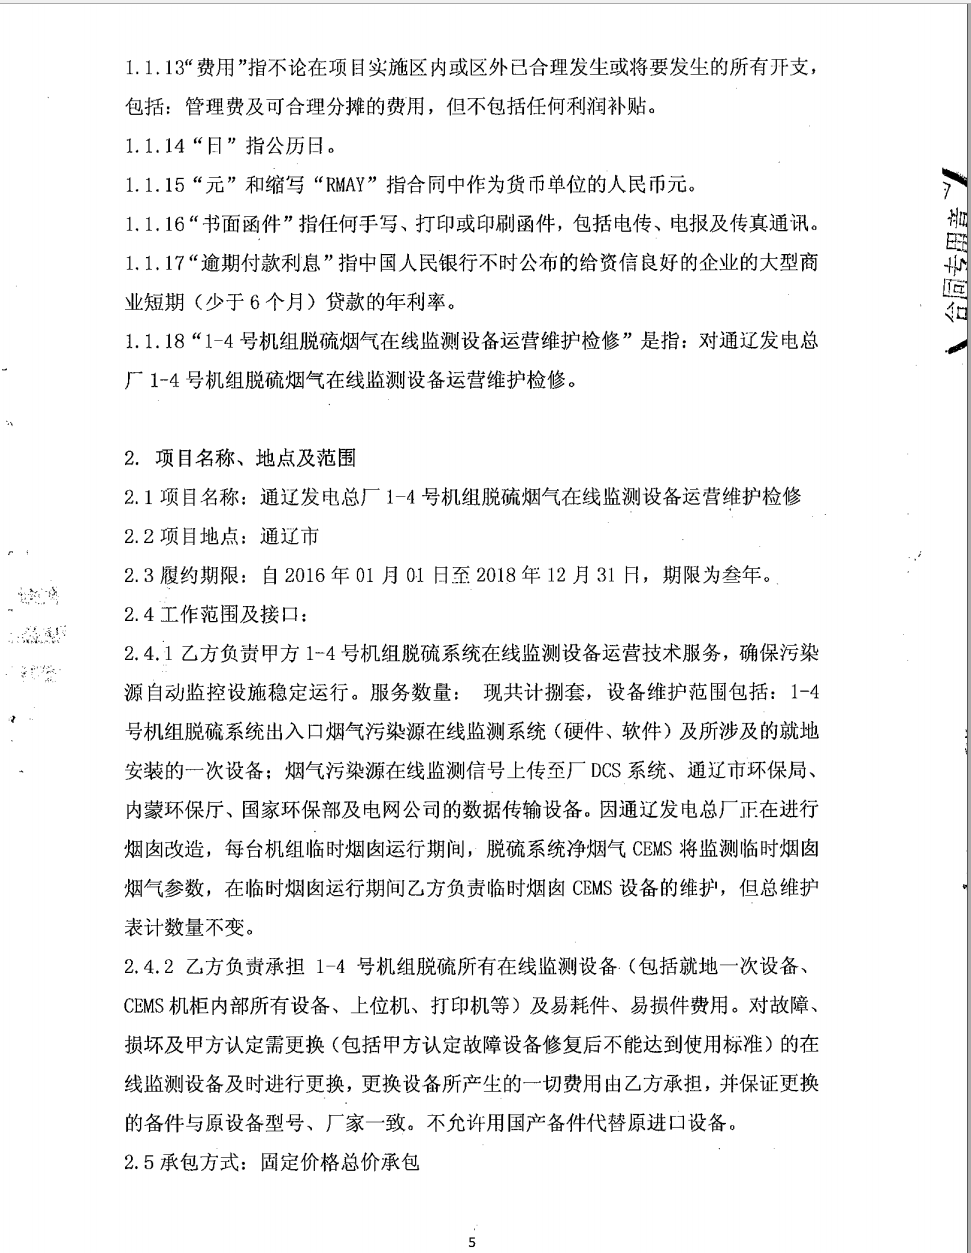 1.1.13“费用”指不论在项目实施区内或区外已合理发生或将要发生的所有开支，
包括：管理费及可合理分摊的费用，但不包括任何利润补贴。
1.1.14“日”指公历日。
1.1.15“元”和缩写“RMAY”指合同中作为货币单位的人民币元。
1.1.16“书面函件”指任何手写、打印或印刷函件，包括电传、电报及传真通讯。
1.1.17“逾期付款利息”指中国人民银行不时公布的给资信良好的企业的大型商
业短期（少于6个月）贷款的年利率。
1.1.18“1-4号机组脱硫烟气在线监测设备运营维护检修”是指：对通辽发电总
厂1-4号机组脱硫烟气在线监测设备运营维护检修。
2. 项目名称、地点及范围
2.1项目名称：通辽发电总厂1-4号机组脱硫烟气在线监测设备运营维护检修
2.2项目地点：通辽市
2.3履约期限：自2016年01月01日至2018年12月31日，期限为叁年。
2.4工作范围及接口：
2.4.1乙方负责甲方1-4号机组脱硫系统在线监测设备运营技术服务，确保污染
源自动监控设施稳定运行。服务数量： 现共计捌套，设备维护范围包括：1-4
号机组脱硫系统出入口烟气污染源在线监测系统（硬件、软件）及所涉及的就地
安装的一次设备；烟气污染源在线监测信号上传至厂DCS系统、通辽市环保局、
内蒙环保厅、国家环保部及电网公司的数据传输设备。因通辽发电总厂正在进行
烟囱改造，每台机组临时烟囱运行期间，脱硫系统净烟气CEMS将监测临时烟囱
烟气参数，在临时烟囱运行期间乙方负责临时烟囱CEMS设备的维护，但总维护
表计数量不变。
2.4.2 乙方负责承担 1-4 号机组脱硫所有在线监测设备（包括就地一次设备、
CEMS机柜内部所有设备、上位机、打印机等）及易耗件、易损件费用。对故障、
损坏及甲方认定需更换（包括甲方认定故障设备修复后不能达到使用标准）的在
线监测设备及时进行更换，更换设备所产生的一切费用由乙方承担，并保证更换
的备件与原设备型号、厂家一致。不允许用国产备件代替原进口设备。
2.5承包方式：固定价格总价承包
5
合同专用章